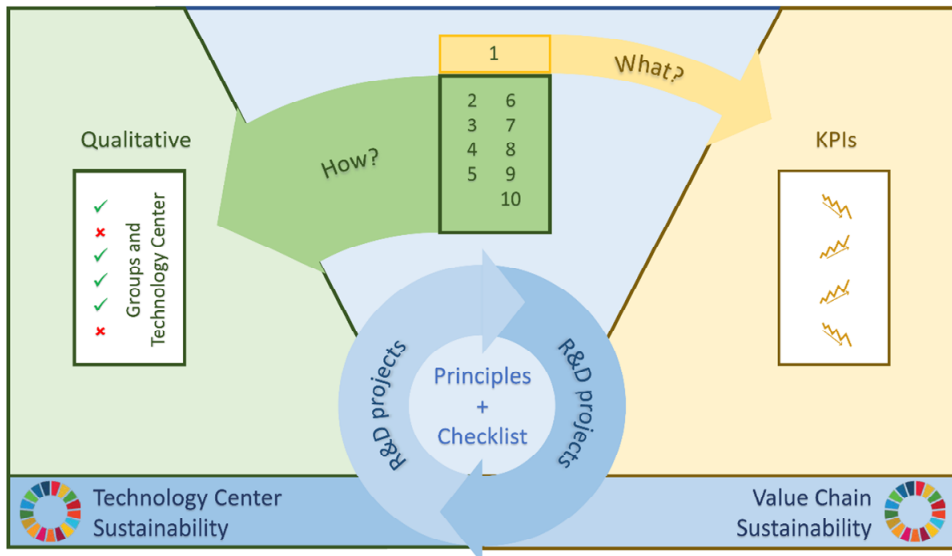 1
What?
2 6
3 7
4 8
5 9
10
How?
Qualitative
Groups and
Technology Center
KPIs
R&D projects
R&D projects
Principles
+
Checklist
Technology Center
Sustainability
Value Chain
Sustainability